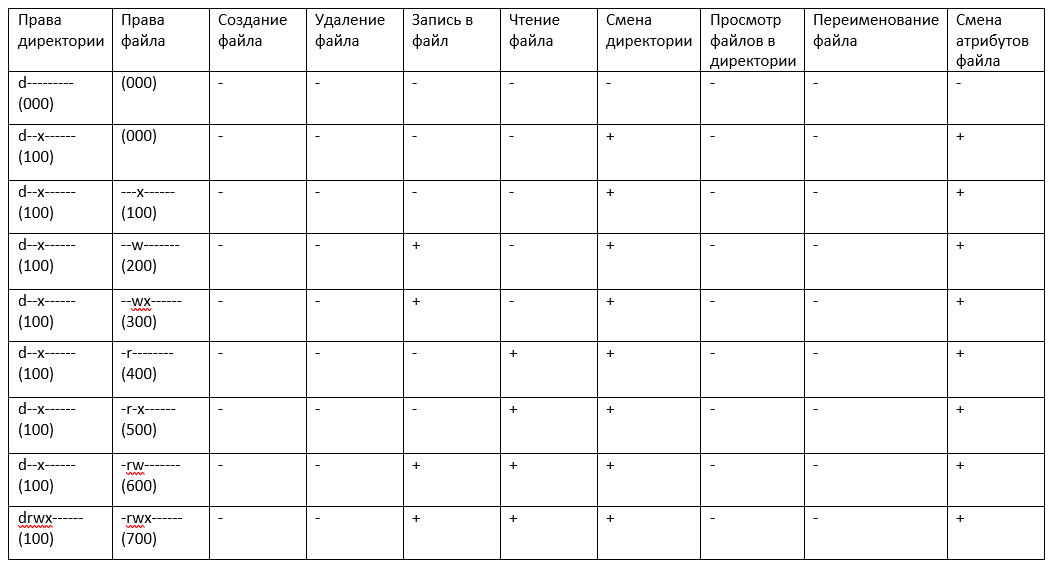 Права директории | Права файла | Создание файла | Удаление файла | Запись в файл | Чтение файла | Смена директории | Просмотр файлов в директории | Переименование файла | Смена атрибутов файла
d--------- (000) | (000) | - | - | - | - | - | - | - | -
d--x------ (100) | (000) | - | - | - | - | + | - | - | +
d--x------ (100) | ---x------ (100) | - | - | - | - | + | - | - | +
d--x------ (100) | --w------- (200) | - | - | + | - | + | - | - | +
d--x------ (100) | --wx------ (300) | - | - | + | - | + | - | - | +
d--x------ (100) | -r-------- (400) | - | - | - | + | + | - | - | +
d--x------ (100) | -r-x------ (500) | - | - | - | + | + | - | - | +
d--x------ (100) | -rw------- (600) | - | - | + | + | + | - | - | +
drwx------ (100) | -rwx------ (700) | - | - | + | + | + | - | - | +